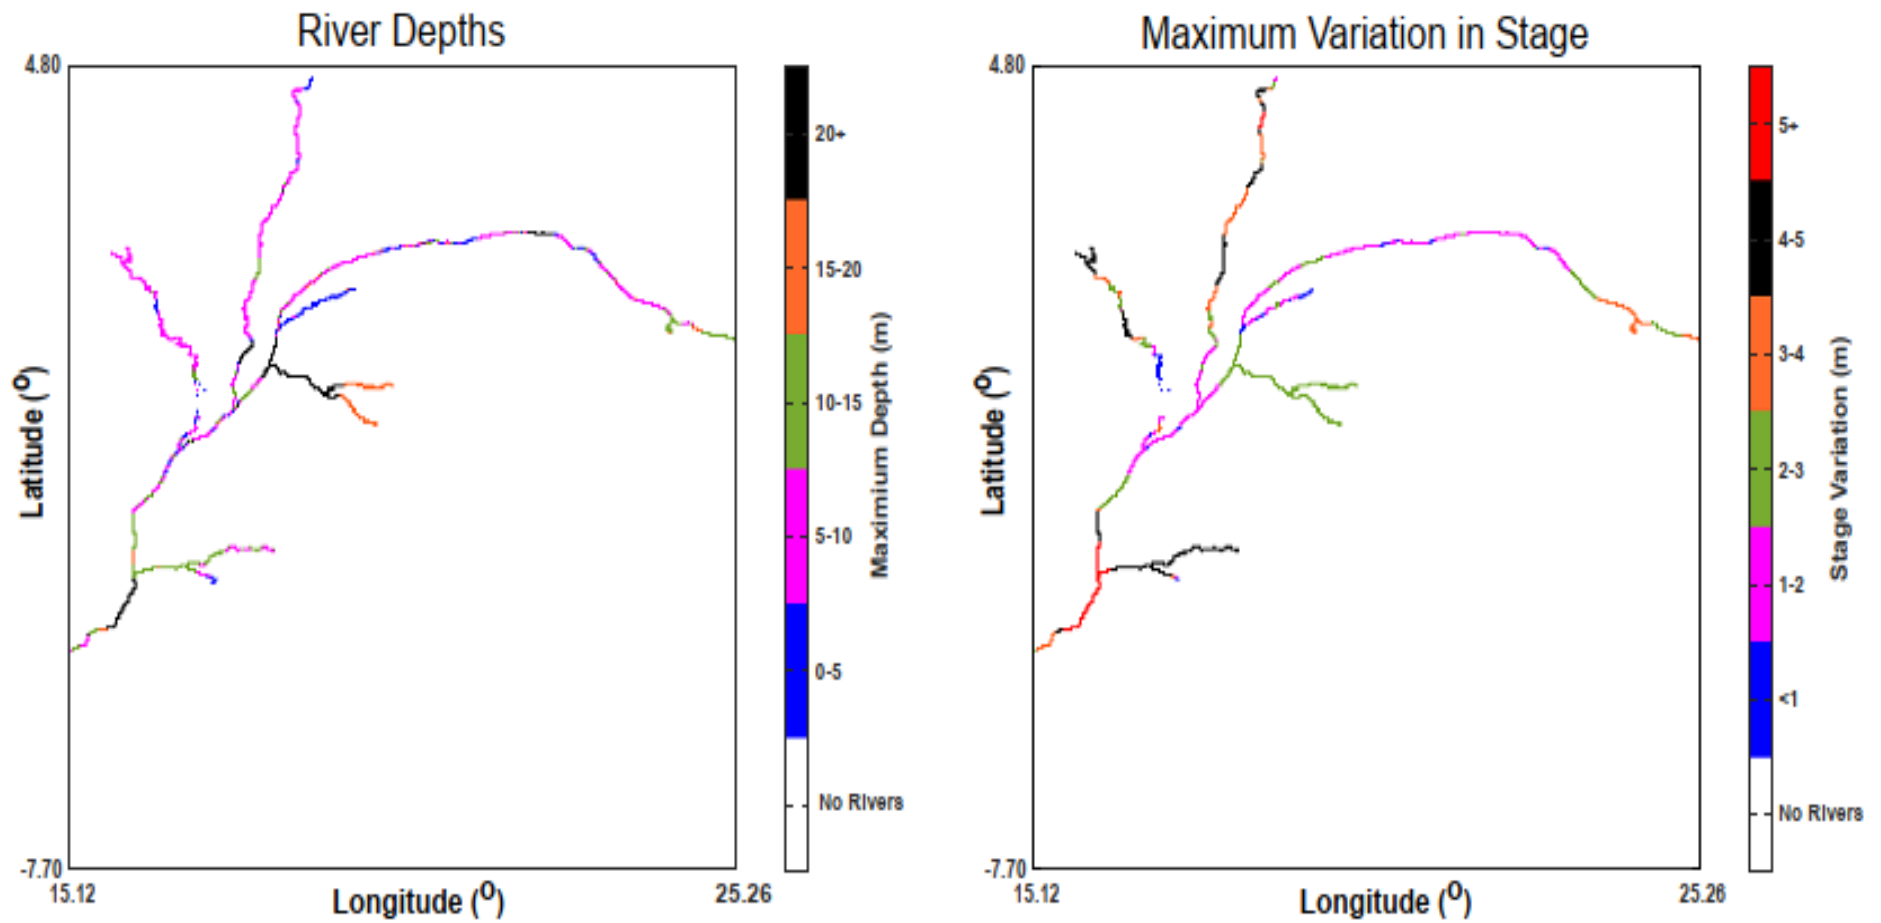 River Depths
4.80
20+
15-20
10-15
5-10
0-5
No Rivers
Maximium Depth (m)
Latitude (o)
-7.70
15.12
Longitude (o)
25.26
Maximum Variation in Stage
4.80
5+
4-5
3-4
2-3
1-2
<1
No Rivers
Stage Variation (m)
Latitude (o)
-7.70
15.12
Longitude (o)
25.26